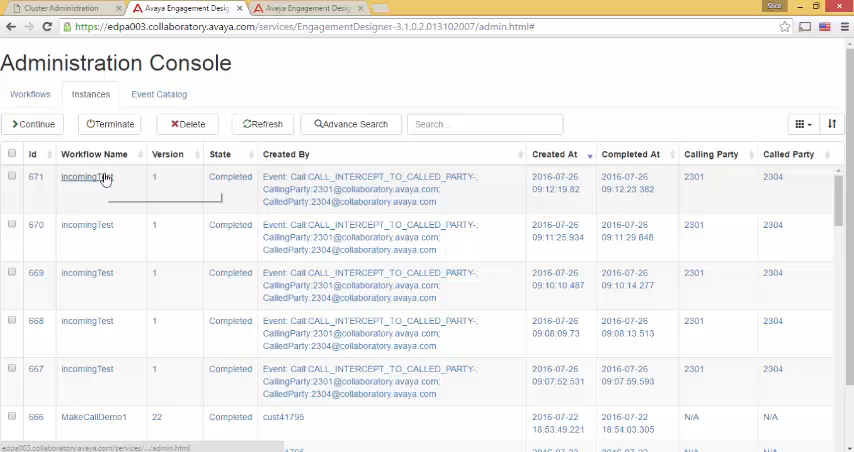 Cluster Administration
Avaya Engagement Design
Avaya Engagement Design
Slice
https://edpa003.collaboratory.avaya.com/services/EngagementDesigner-3.1.0.2.013102007/admin.html#
Administration Console
Workflows Instances Event Catalog
Continue Terminate Delete Refresh Advance Search Search...
Id Workflow Name Version State Created By Created At Completed At Calling Party Called Party
671 incomingTest 1 Completed Event: Call:CALL_INTERCEPT_TO_CALLED_PARTY-; 2016-07-26 2016-07-26 2301 2304
CallingParty:2301@collaboratory.avaya.com; 09:12:19.82 09:12:23.382
CalledParty:2304@collaboratory.avaya.com
670 incomingTest 1 Completed Event: Call:CALL_INTERCEPT_TO_CALLED_PARTY-; 2016-07-26 2016-07-26 2301 2304
CallingParty:2301@collaboratory.avaya.com; 09:11:25.934 09:11:29.848
CalledParty:2304@collaboratory.avaya.com
669 incomingTest 1 Completed Event: Call:CALL_INTERCEPT_TO_CALLED_PARTY-; 2016-07-26 2016-07-26 2301 2304
CallingParty:2301@collaboratory.avaya.com; 09:10:10.487 09:10:14.277
CalledParty:2304@collaboratory.avaya.com
668 incomingTest 1 Completed Event: Call:CALL_INTERCEPT_TO_CALLED_PARTY-; 2016-07-26 2016-07-26 2301 2304
CallingParty:2301@collaboratory.avaya.com; 09:08:09.73 09:08:13.513
CalledParty:2304@collaboratory.avaya.com
667 incomingTest 1 Completed Event: Call:CALL_INTERCEPT_TO_CALLED_PARTY-; 2016-07-26 2016-07-26 2301 2304
CallingParty:2301@collaboratory.avaya.com; 09:07:52.531 09:07:59.593
CalledParty:2304@collaboratory.avaya.com
666 MakeCallDemo1 22 Completed cust41795 2016-07-22 2016-07-22 N/A N/A
18:53:49.221 18:54:03.305
edpa003.collaboratory.avaya.com/services/.../admin.html